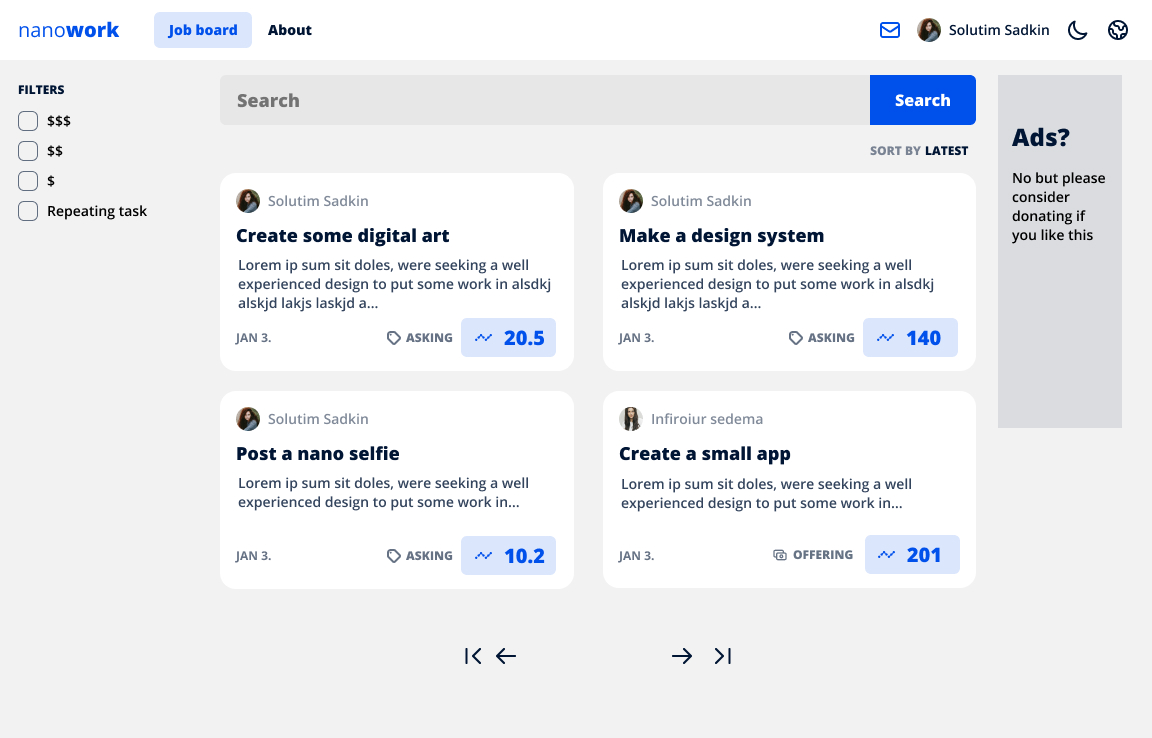 nanowork
Job board
About
Solutim Sadkin
FILTERS
$$$
$$
$
Repeating task
Search
Search
SORT BY LATEST
Solutim Sadkin
Create some digital art
Lorem ip sum sit doles, were seeking a well
experienced design to put some work in alsdkj
alskjd lakjs laskjd a...
JAN 3.
ASKING
20.5
Solutim Sadkin
Make a design system
Lorem ip sum sit doles, were seeking a well
experienced design to put some work in alsdkj
alskjd lakjs laskjd a...
JAN 3.
ASKING
140
Solutim Sadkin
Post a nano selfie
Lorem ip sum sit doles, were seeking a well
experienced design to put some work in...
JAN 3.
ASKING
10.2
Infiroiur sedema
Create a small app
Lorem ip sum sit doles, were seeking a well
experienced design to put some work in...
JAN 3.
OFFERING
201
Ads?
No but please
consider
donating if
you like this